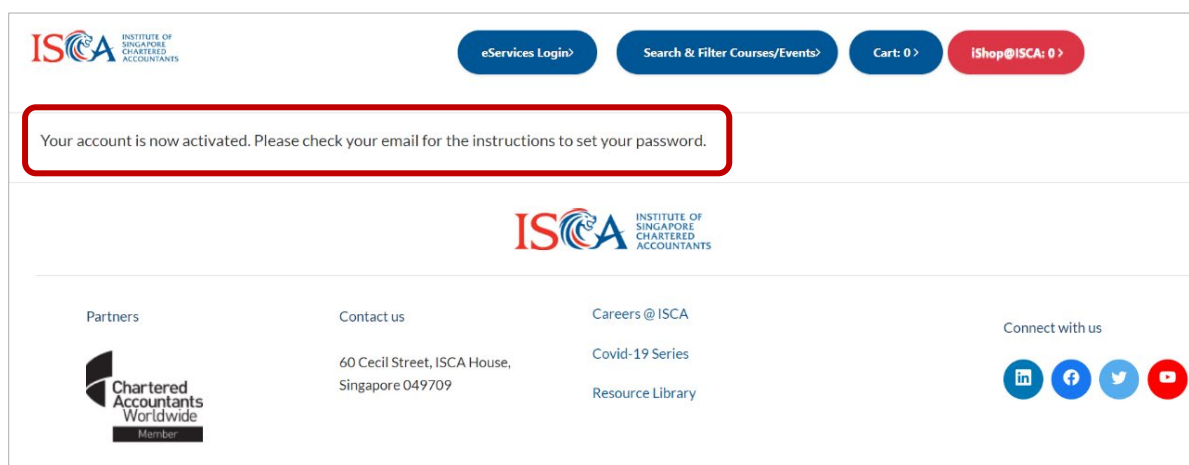 ISCA INSTITUTE OF
SINGAPORE
CHARTERED
ACCOUNTANTS
eServices Login>
Search & Filter Courses/Events>
Cart: 0 >
iShop@ISCA: 0 >
Your account is now activated. Please check your email for the instructions to set your password.
ISCA INSTITUTE OF
SINGAPORE
CHARTERED
ACCOUNTANTS
Partners
Chartered
Accountants
Worldwide
Member
Contact us
60 Cecil Street, ISCA House,
Singapore 049709
Careers @ ISCA
Covid-19 Series
Resource Library
Connect with us